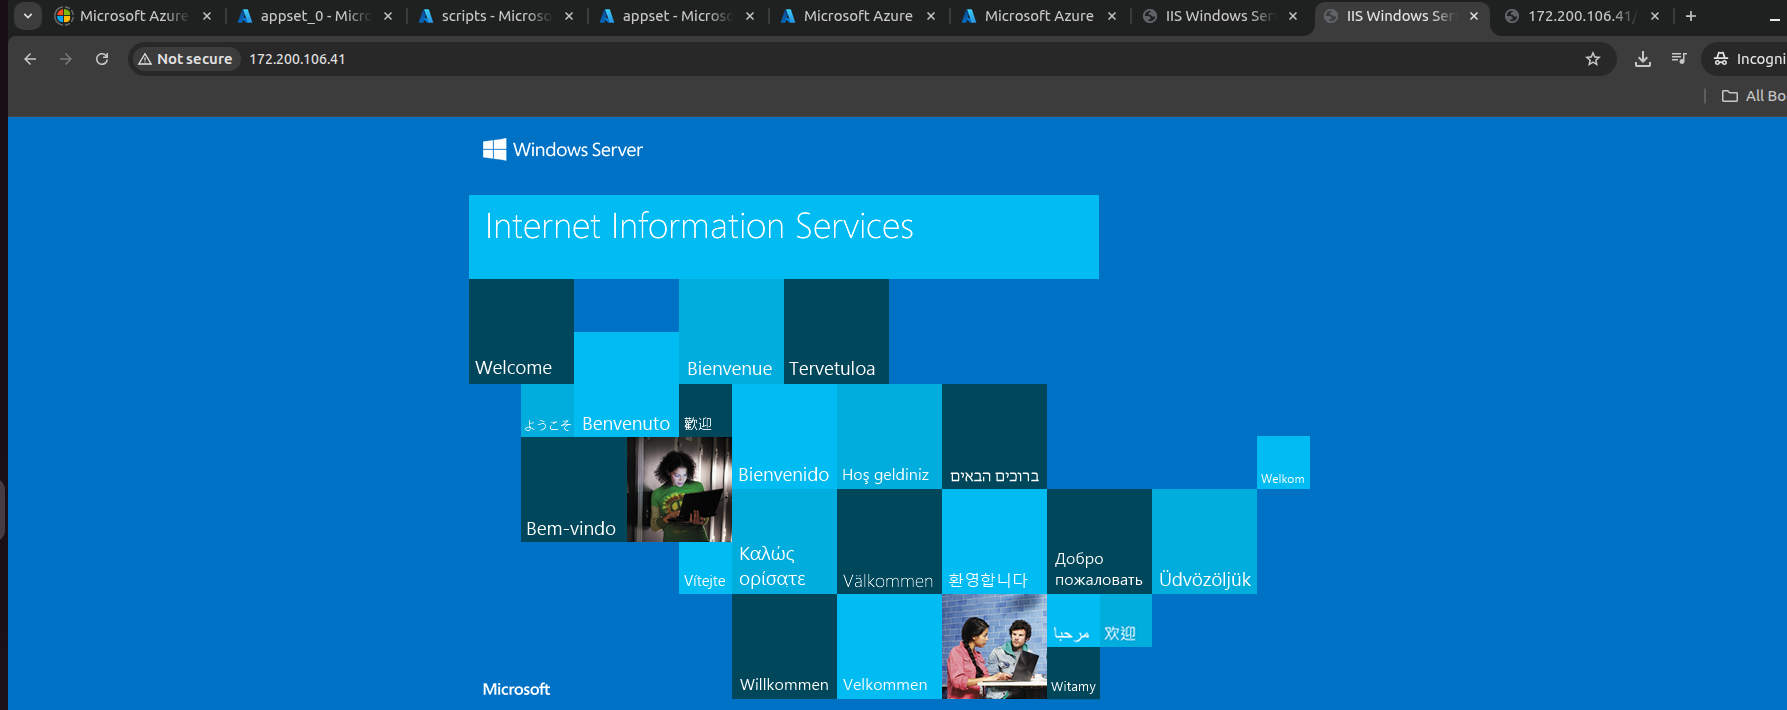 Microsoft Azure
appset_0 - Micro
scripts - Microso
appset - Microso
Microsoft Azure
Microsoft Azure
IIS Windows Ser
IIS Windows Ser
172.200.106.41/
Not secure
172.200.106.41
Incogni
All Bo
Windows Server
Internet Information Services
Welcome
Bienvenue
Tervetuloa
ようこそ
Benvenuto
歡迎
Bienvenido
Hoş geldiniz
ברוכים הבאים
Welkom
Bem-vindo
Vítejte
Καλώς
ορίσατε
Välkommen
환영합니다
Добро
пожаловать
Üdvözöljük
مرحبا
欢迎
Willkommen
Velkommen
Witamy
Microsoft